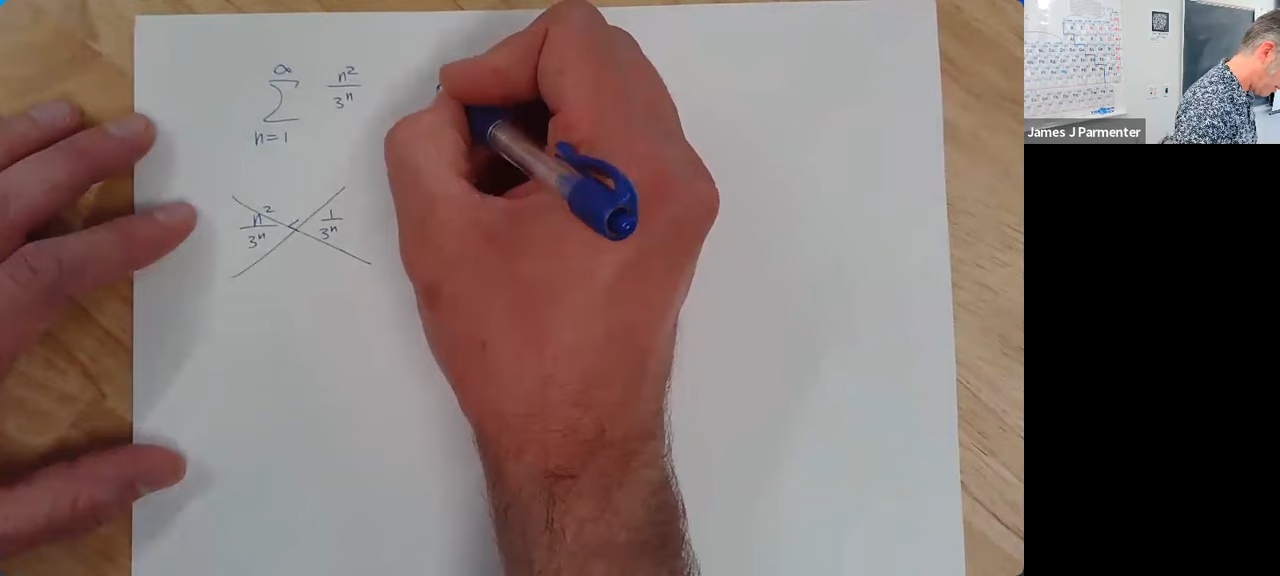 ∞
∑ n² / 3ⁿ
n=1
n² / 3ⁿ < 1 / 3ⁿ
James J Parmenter